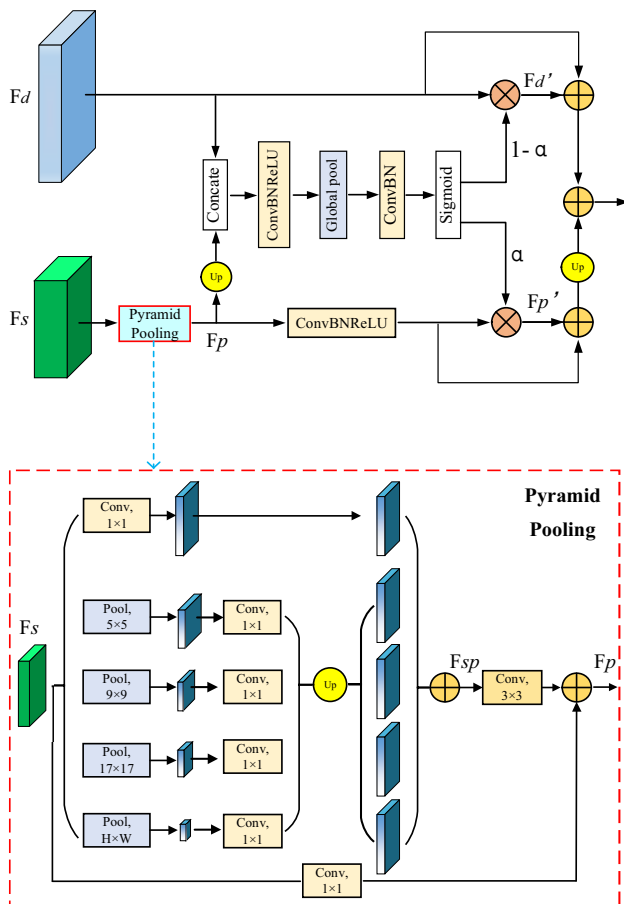 Fd
Fd’
1-α
Concate
ConvBNReLU
Global pool
ConvBN
Sigmoid
α
Up
Up
Fs
Pyramid
Pooling
Fp
ConvBNReLU
Fp’
Pyramid
Pooling
Conv,
1×1
Fs
Pool,
5×5
Conv,
1×1
Pool,
9×9
Conv,
1×1
Up
Fsp
Conv,
3×3
Fp
Pool,
17×17
Conv,
1×1
Pool,
H×W
Conv,
1×1
Conv,
1×1